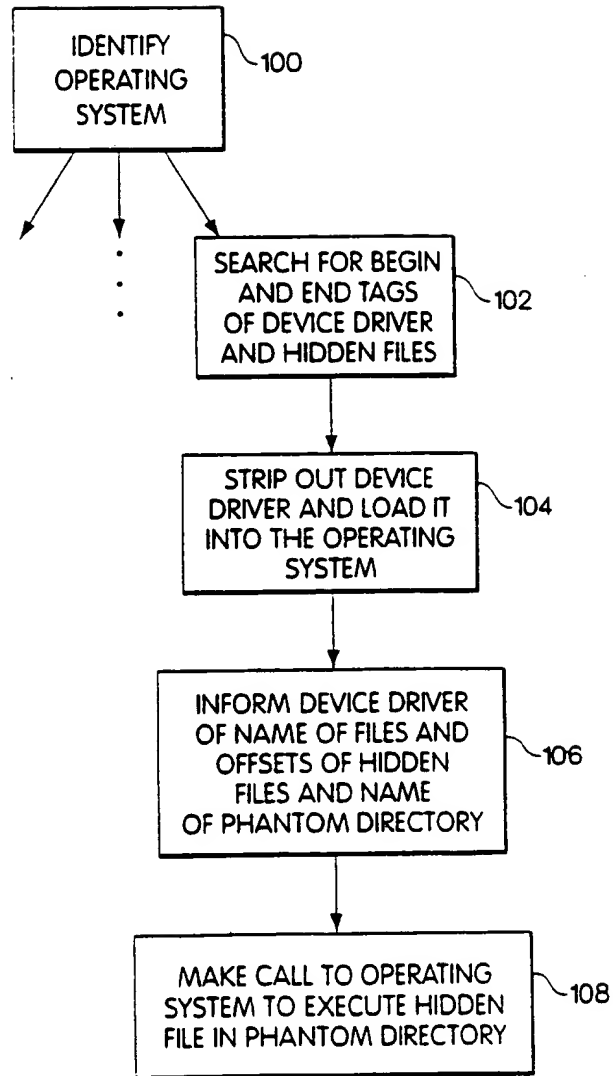 IDENTIFY
OPERATING
SYSTEM
100
SEARCH FOR BEGIN
AND END TAGS
OF DEVICE DRIVER
AND HIDDEN FILES
102
STRIP OUT DEVICE
DRIVER AND LOAD IT
INTO THE OPERATING
SYSTEM
104
INFORM DEVICE DRIVER
OF NAME OF FILES AND
OFFSETS OF HIDDEN
FILES AND NAME
OF PHANTOM DIRECTORY
106
MAKE CALL TO OPERATING
SYSTEM TO EXECUTE HIDDEN
FILE IN PHANTOM DIRECTORY
108